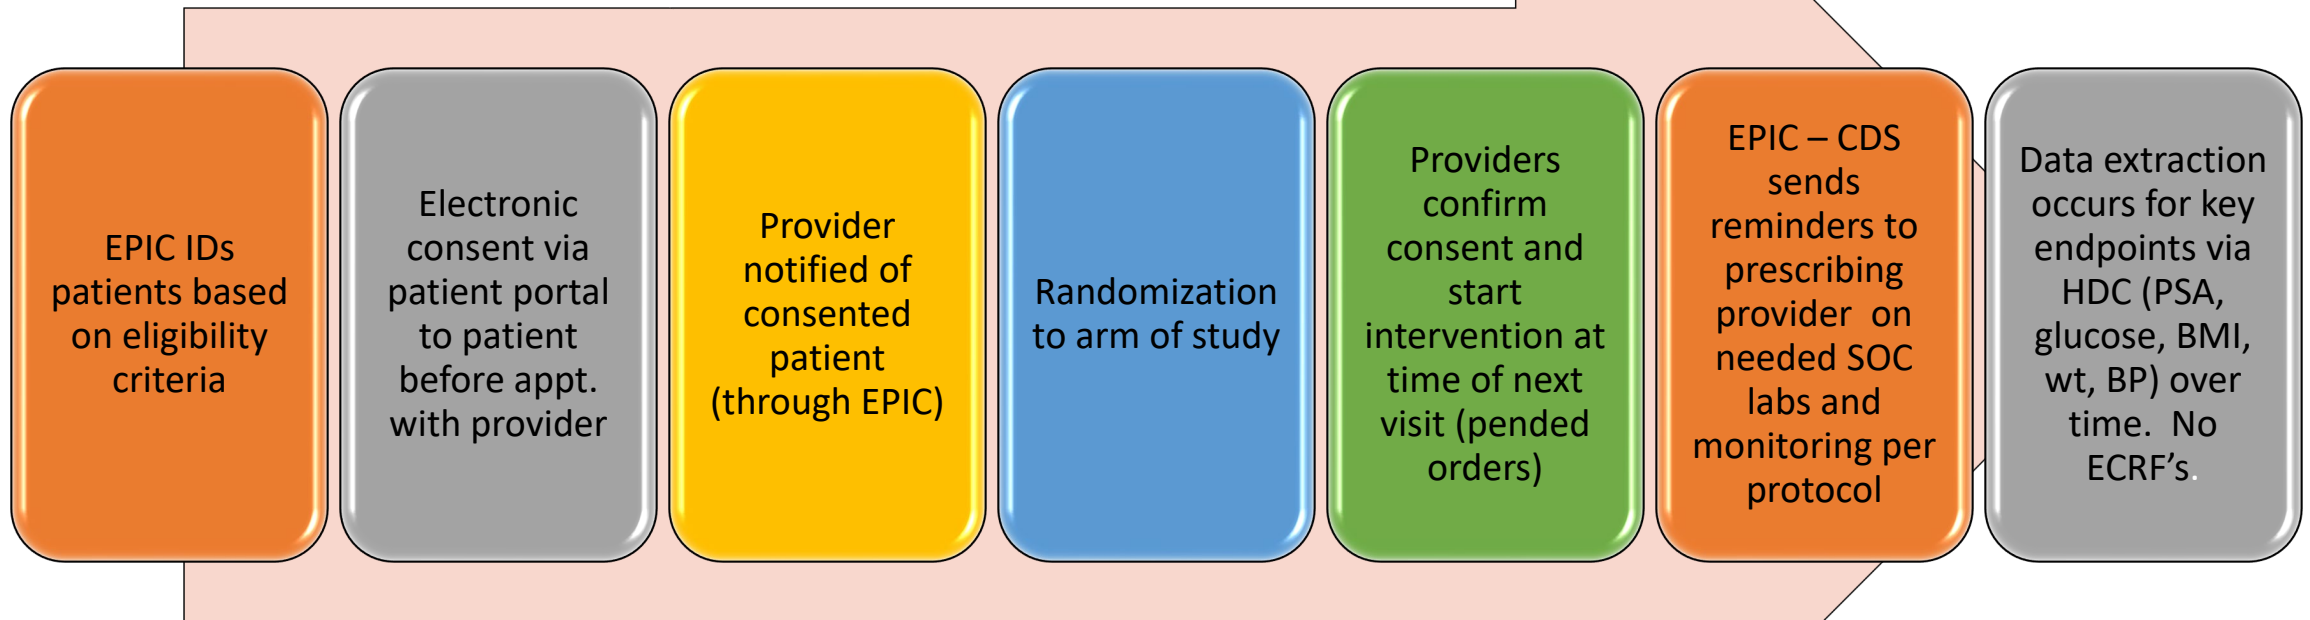 EPIC IDs
patients based
on eligibility
criteria
Electronic
consent via
patient portal
to patient
before appt.
with provider
Provider
notified of
consented
patient
(through EPIC)
Randomization
to arm of study
Providers
confirm
consent and
start
intervention at
time of next
visit (pended
orders)
EPIC – CDS
sends
reminders to
prescribing
provider  on
needed SOC
labs and
monitoring per
protocol
Data extraction
occurs for key
endpoints via
HDC (PSA,
glucose, BMI,
wt, BP) over
time.  No
ECRF’s.